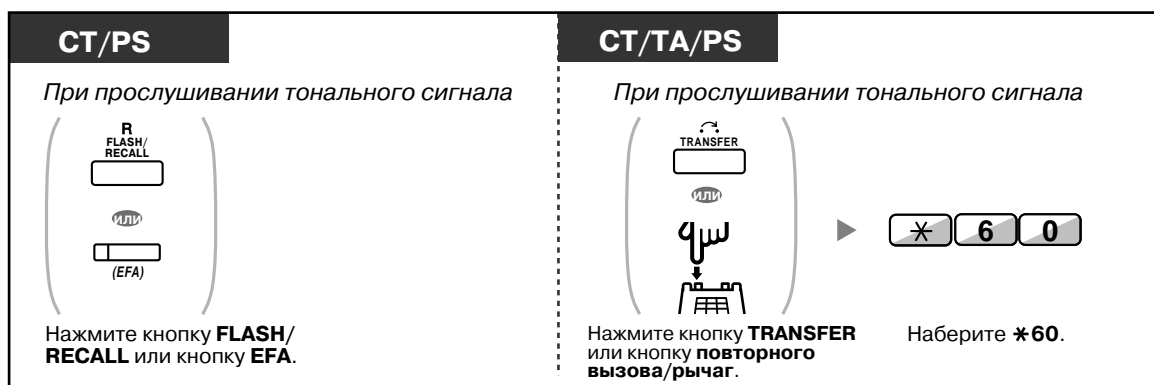 CT/PS
При прослушивании тонального сигнала
R
FLASH/
RECALL
или
(EFA)
Нажмите кнопку FLASH/
RECALL или кнопку EFA.
CT/TA/PS
При прослушивании тонального сигнала
TRANSFER
или
Нажмите кнопку TRANSFER
или кнопку повторного
вызова/рычаг.
* 6 0
Наберите *60.